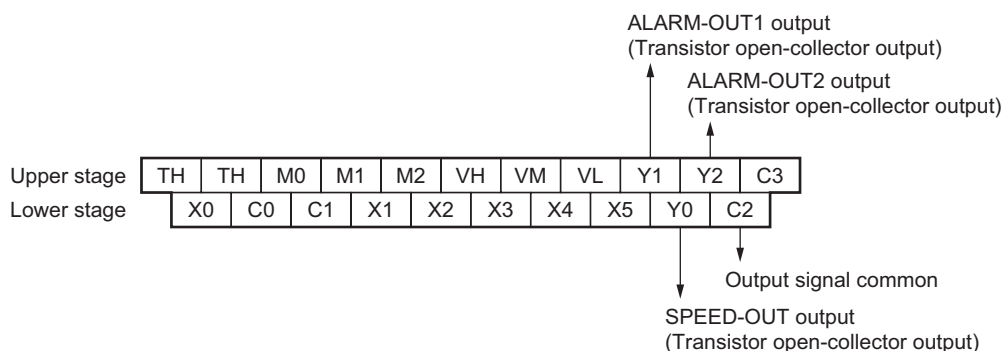 ALARM-OUT1 output
(Transistor open-collector output)
ALARM-OUT2 output
(Transistor open-collector output)
Upper stage TH TH M0 M1 M2 VH VM VL Y1 Y2 C3
Lower stage X0 C0 C1 X1 X2 X3 X4 X5 Y0 C2
Output signal common
SPEED-OUT output
(Transistor open-collector output)